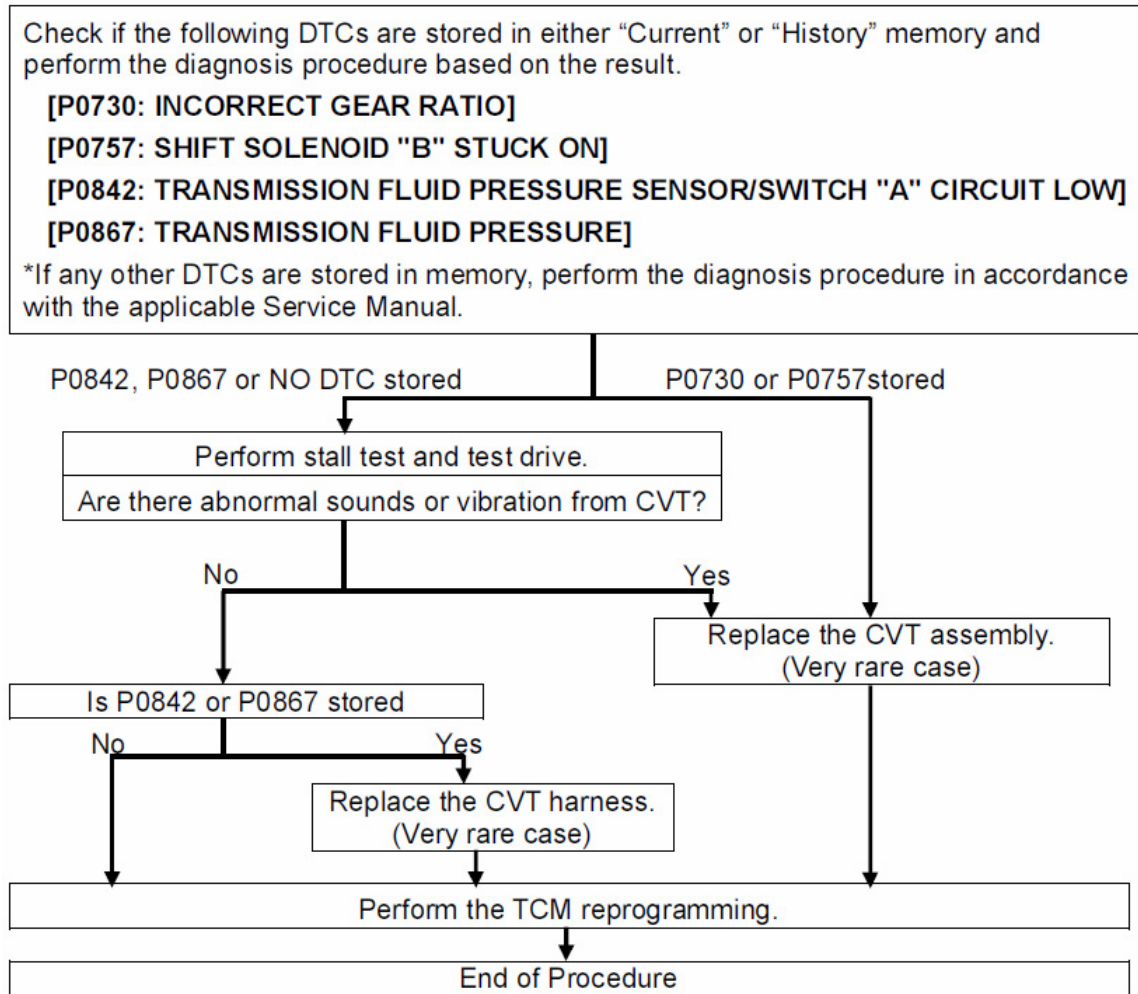 Check if the following DTCs are stored in either “Current” or “History” memory and
perform the diagnosis procedure based on the result.
[P0730: INCORRECT GEAR RATIO]
[P0757: SHIFT SOLENOID "B" STUCK ON]
[P0842: TRANSMISSION FLUID PRESSURE SENSOR/SWITCH "A" CIRCUIT LOW]
[P0867: TRANSMISSION FLUID PRESSURE]
*If any other DTCs are stored in memory, perform the diagnosis procedure in accordance
with the applicable Service Manual.
P0842, P0867 or NO DTC stored
P0730 or P0757stored
Perform stall test and test drive.
Are there abnormal sounds or vibration from CVT?
No
Yes
Replace the CVT assembly.
(Very rare case)
Is P0842 or P0867 stored
No
Yes
Replace the CVT harness.
(Very rare case)
Perform the TCM reprogramming.
End of Procedure